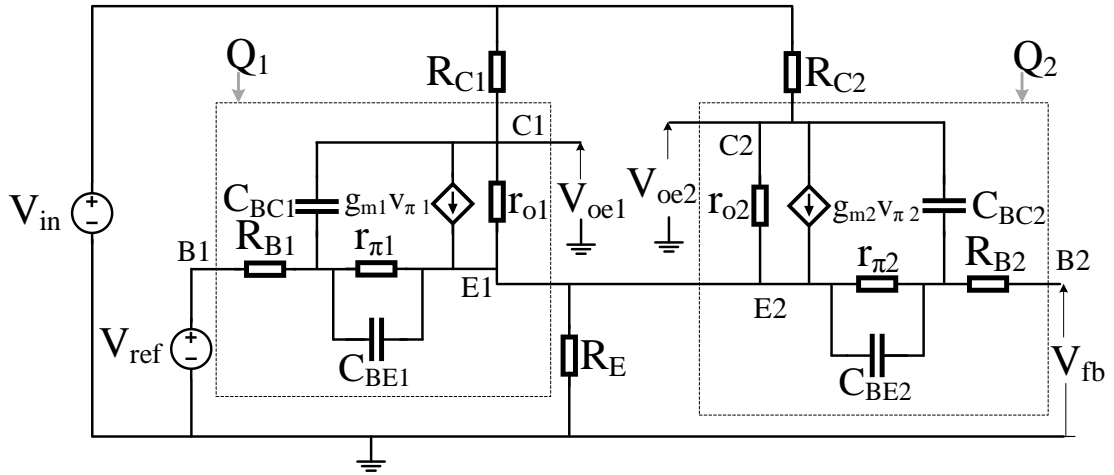 Q1
Q2
RC1
RC2
C1
C2
Vin
+
−
CBC1
gm1vπ1
ro1
Voe1
Voe2
ro2
gm2vπ2
CBC2
B1
RB1
rπ1
E1
E2
rπ2
RB2
B2
Vref
+
−
CBE1
RE
CBE2
Vfb